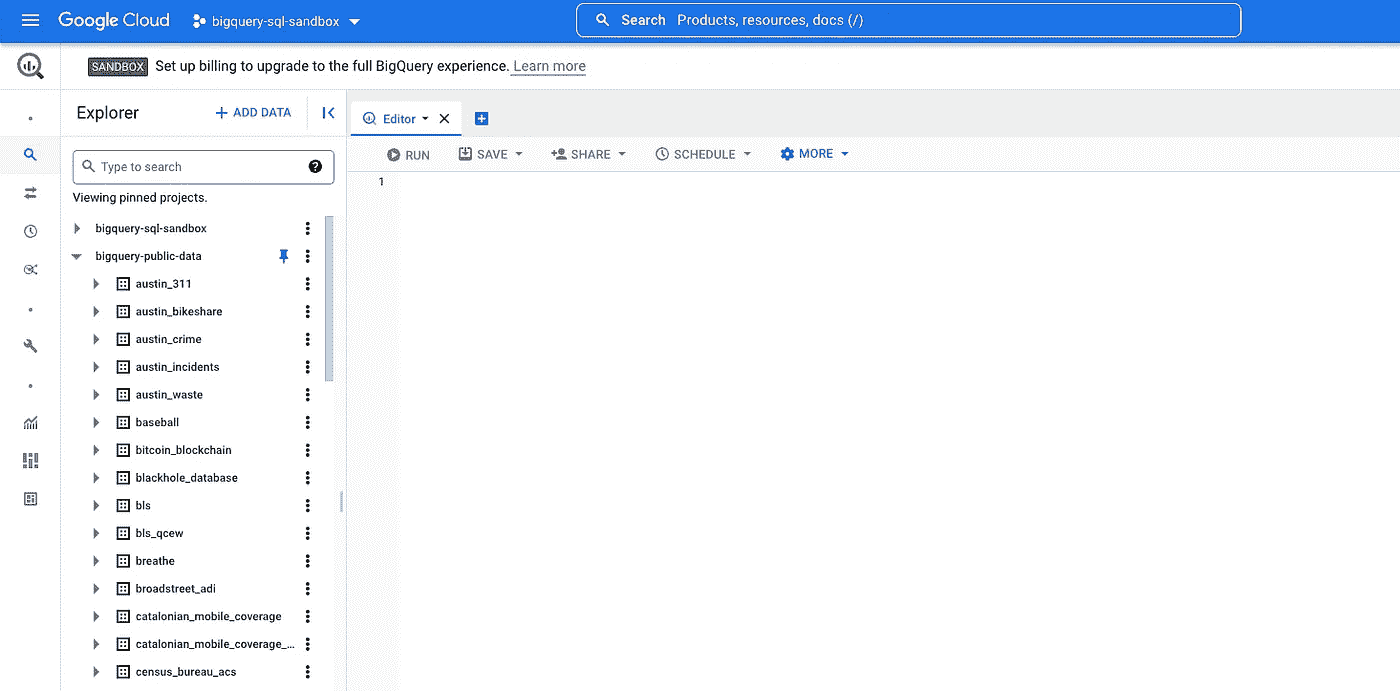 Google Cloud bigquery-sql-sandbox Search Products, resources, docs (/)
SANDBOX Set up billing to upgrade to the full BigQuery experience. Learn more
Explorer + ADD DATA
Editor
RUN SAVE SHARE SCHEDULE MORE
Type to search ?
1
Viewing pinned projects.
bigquery-sql-sandbox
bigquery-public-data
austin_311
austin_bikeshare
austin_crime
austin_incidents
austin_waste
baseball
bitcoin_blockchain
blackhole_database
bls
bls_qcew
breathe
broadstreet_adi
catalonian_mobile_coverage
catalonian_mobile_coverage_...
census_bureau_acs